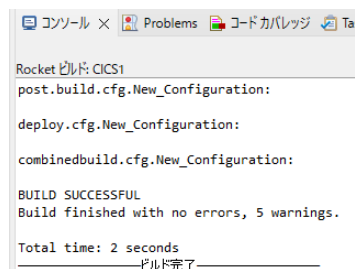 コンソール Problems コードカバレッジ Ta
Rocket ビルド: CICS1
post.build.cfg.New_Configuration:
deploy.cfg.New_Configuration:
combinedbuild.cfg.New_Configuration:
BUILD SUCCESSFUL
Build finished with no errors, 5 warnings.
Total time: 2 seconds
ビルド完了